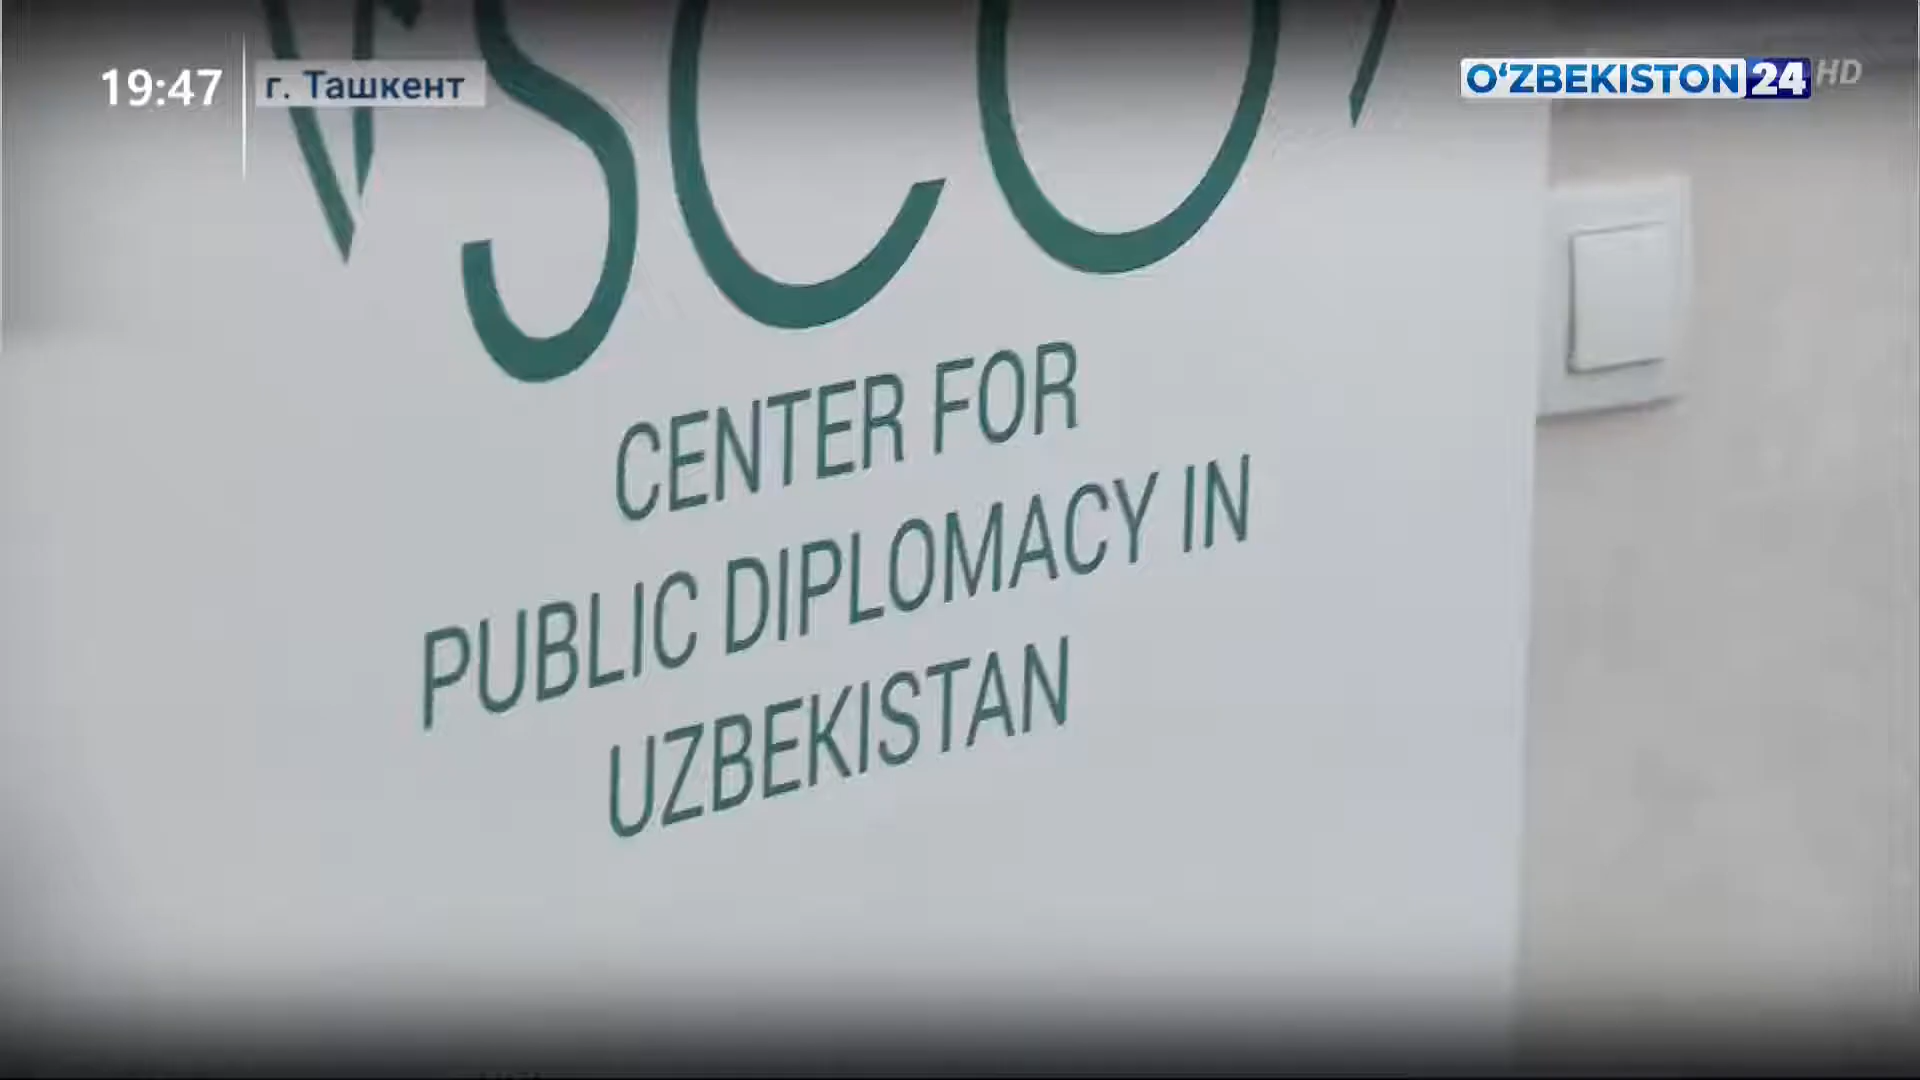 19:47
г. Ташкент
O‘ZBEKISTON 24 HD
SCO
CENTER FOR
PUBLIC DIPLOMACY IN
UZBEKISTAN